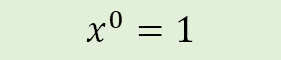 x⁰ = 1